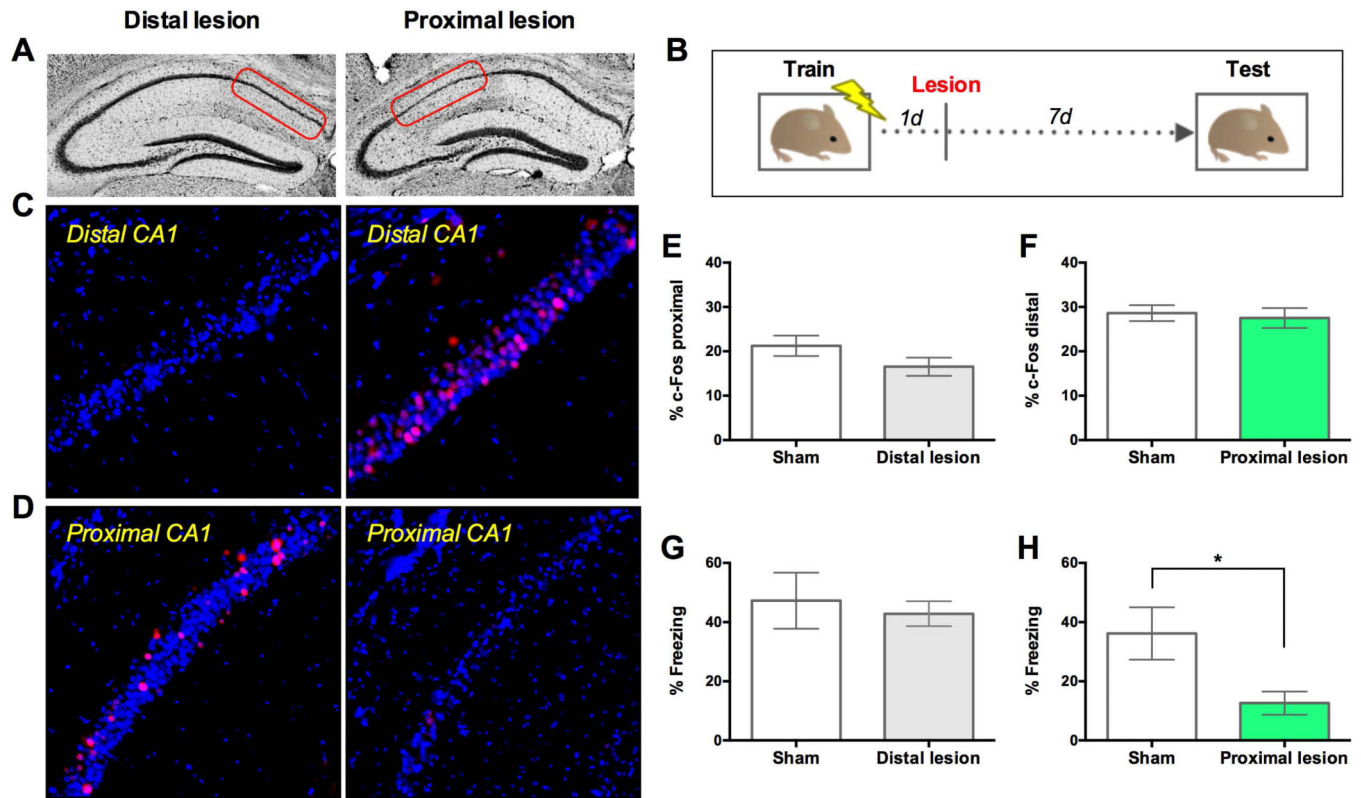 Distal lesion
Proximal lesion
A
B
Train
Lesion
Test
1d
7d
C
Distal CA1
Distal CA1
D
Proximal CA1
Proximal CA1
E
% c-Fos proximal
40
30
20
10
0
Sham
Distal lesion
F
% c-Fos distal
40
30
20
10
0
Sham
Proximal lesion
G
% Freezing
60
40
20
0
Sham
Distal lesion
H
% Freezing
60
40
20
0
*
Sham
Proximal lesion